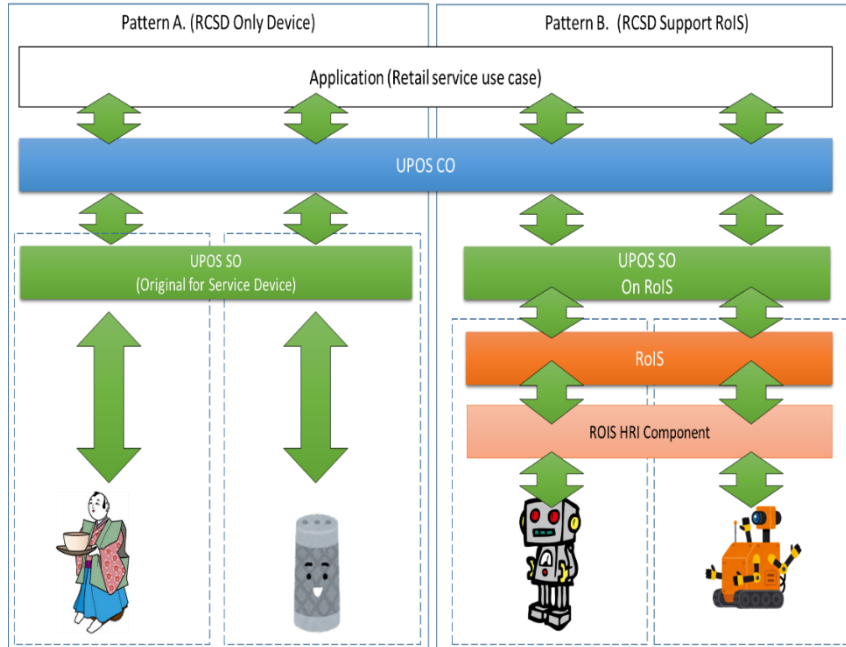 Pattern A. (RCSD Only Device)
Pattern B. (RCSD Support RoIS)
Application (Retail service use case)
UPOS CO
UPOS SO
(Original for Service Device)
UPOS SO
On RoIS
RoIS
ROIS HRI Component